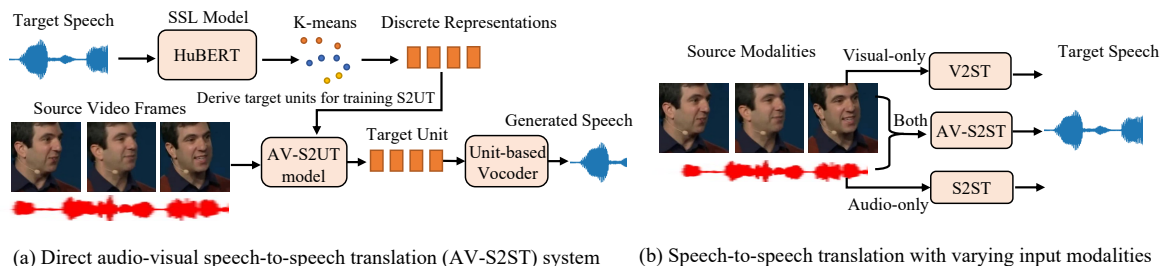 Target Speech
SSL Model
HuBERT
K-means
Discrete Representations
Derive target units for training S2UT
Source Video Frames
AV-S2UT
model
Target Unit
Unit-based
Vocoder
Generated Speech
(a) Direct audio-visual speech-to-speech translation (AV-S2ST) system
Source Modalities
Visual-only
V2ST
Target Speech
Both
AV-S2ST
Audio-only
S2ST
(b) Speech-to-speech translation with varying input modalities